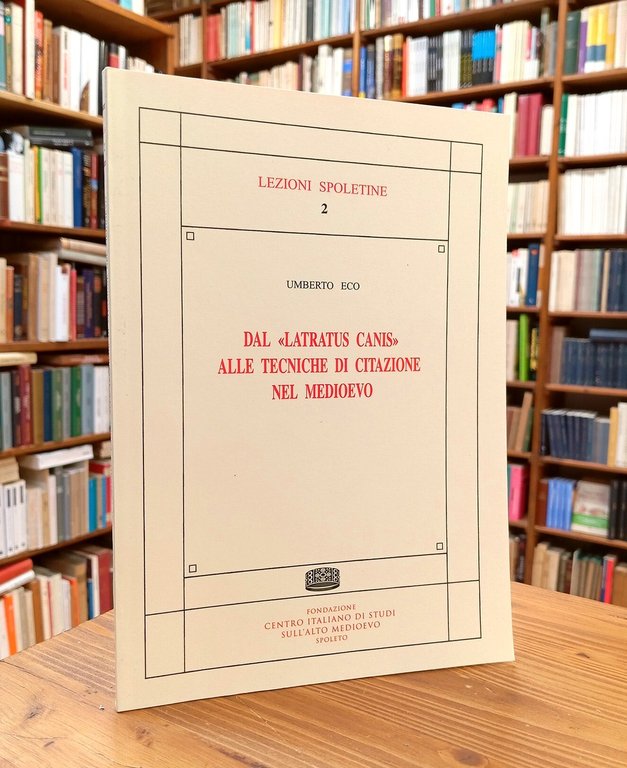 LEZIONI SPOLETINE
2
UMBERTO ECO
DAL «LATRATUS CANIS»
ALLE TECNICHE DI CITAZIONE
NEL MEDIOEVO
FONDAZIONE
CENTRO ITALIANO DI STUDI
SULL'ALTO MEDIOEVO
SPOLETO